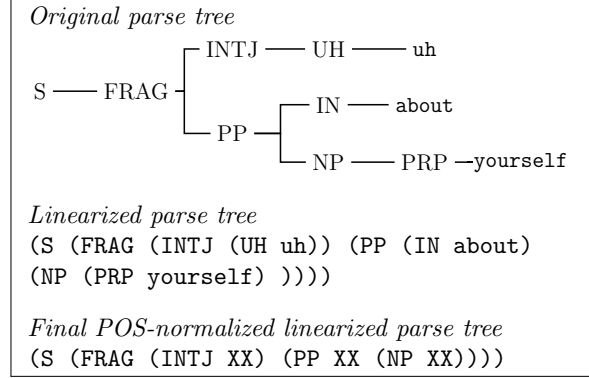 Original parse tree
INTJ UH uh
S FRAG
IN about
PP
NP PRP yourself
Linearized parse tree
(S (FRAG (INTJ (UH uh)) (PP (IN about)
(NP (PRP yourself) ))))
Final POS-normalized linearized parse tree
(S (FRAG (INTJ XX) (PP XX (NP XX))))